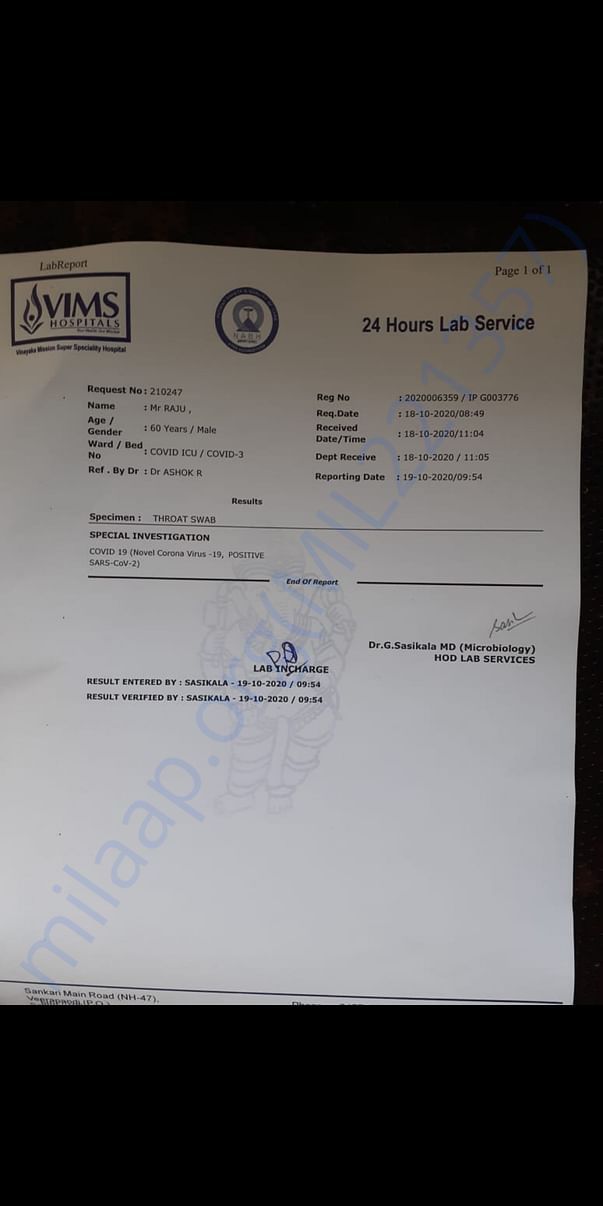 LabReport
Page 1 of 1
VIMS
HOSPITALS
Vinayaka Mission Super Speciality Hospital
NABH
24 Hours Lab Service
Request No : 210247
Name : Mr RAJU ,
Age / Gender : 60 Years / Male
Ward / Bed No : COVID ICU / COVID-3
Ref . By Dr : Dr ASHOK R
Reg No : 2020006359 / IP G003776
Req.Date : 18-10-2020/08:49
Received Date/Time : 18-10-2020/11:04
Dept Receive : 18-10-2020 / 11:05
Reporting Date : 19-10-2020/09:54
Results
Specimen : THROAT SWAB
SPECIAL INVESTIGATION
COVID 19 (Novel Corona Virus -19, POSITIVE
SARS-CoV-2)
End Of Report
Dr.G.Sasikala MD (Microbiology)
HOD LAB SERVICES
LAB INCHARGE
RESULT ENTERED BY : SASIKALA - 19-10-2020 / 09:54
RESULT VERIFIED BY : SASIKALA - 19-10-2020 / 09:54
milaap.org(MIL221357)
Sankari Main Road (NH-47),
Veerapandi (P.O.)